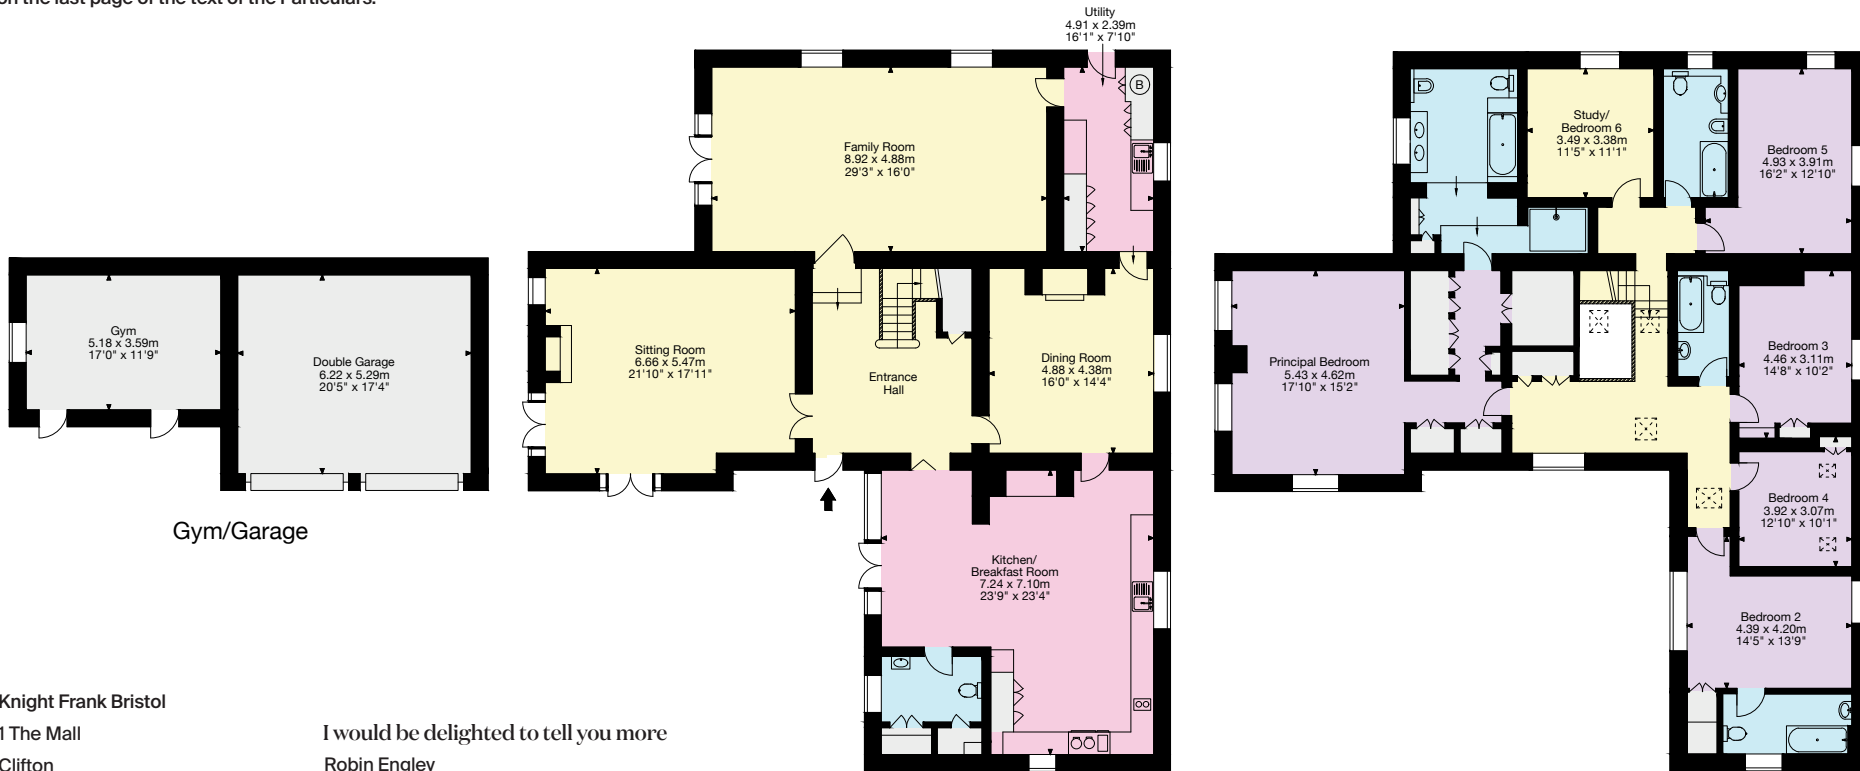 on the last page of the text of the Particulars.
Utility
4.91 x 2.39m
16'1" x 7'10"
B
Family Room
8.92 x 4.88m
29'3" x 16'0"
Study/
Bedroom 6
3.49 x 3.38m
11'5" x 11'1"
Bedroom 5
4.93 x 3.91m
16'2" x 12'10"
Gym
5.18 x 3.59m
17'0" x 11'9"
Double Garage
6.22 x 5.29m
20'5" x 17'4"
Sitting Room
6.66 x 5.47m
21'10" x 17'11"
Entrance
Hall
Dining Room
4.88 x 4.38m
16'0" x 14'4"
Principal Bedroom
5.43 x 4.62m
17'10" x 15'2"
Bedroom 3
4.46 x 3.11m
14'8" x 10'2"
Bedroom 4
3.92 x 3.07m
12'10" x 10'1"
Gym/Garage
Kitchen/
Breakfast Room
7.24 x 7.10m
23'9" x 23'4"
Bedroom 2
4.39 x 4.20m
14'5" x 13'9"
Knight Frank Bristol
1 The Mall
Clifton
I would be delighted to tell you more
Robin Engley